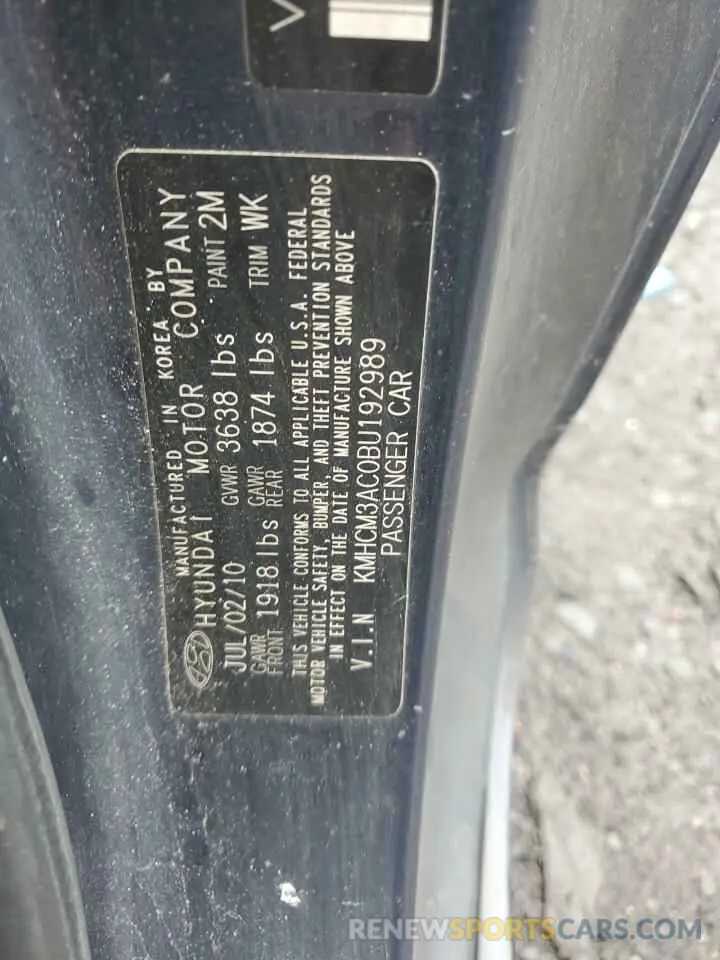 MANUFACTURED IN KOREA BY
HYUNDAI MOTOR COMPANY
JUL/02/10 GVWR 3638 lbs PAINT 2M
GAWR FRONT 1918 lbs GAWR REAR 1874 lbs TRIM WK
THIS VEHICLE CONFORMS TO ALL APPLICABLE U.S.A. FEDERAL
MOTOR VEHICLE SAFETY, BUMPER, AND THEFT PREVENTION STANDARDS
IN EFFECT ON THE DATE OF MANUFACTURE SHOWN ABOVE
V.I.N KMHCM3AC0BU192989
PASSENGER CAR
V
RENEWSPORTSCARS.COM